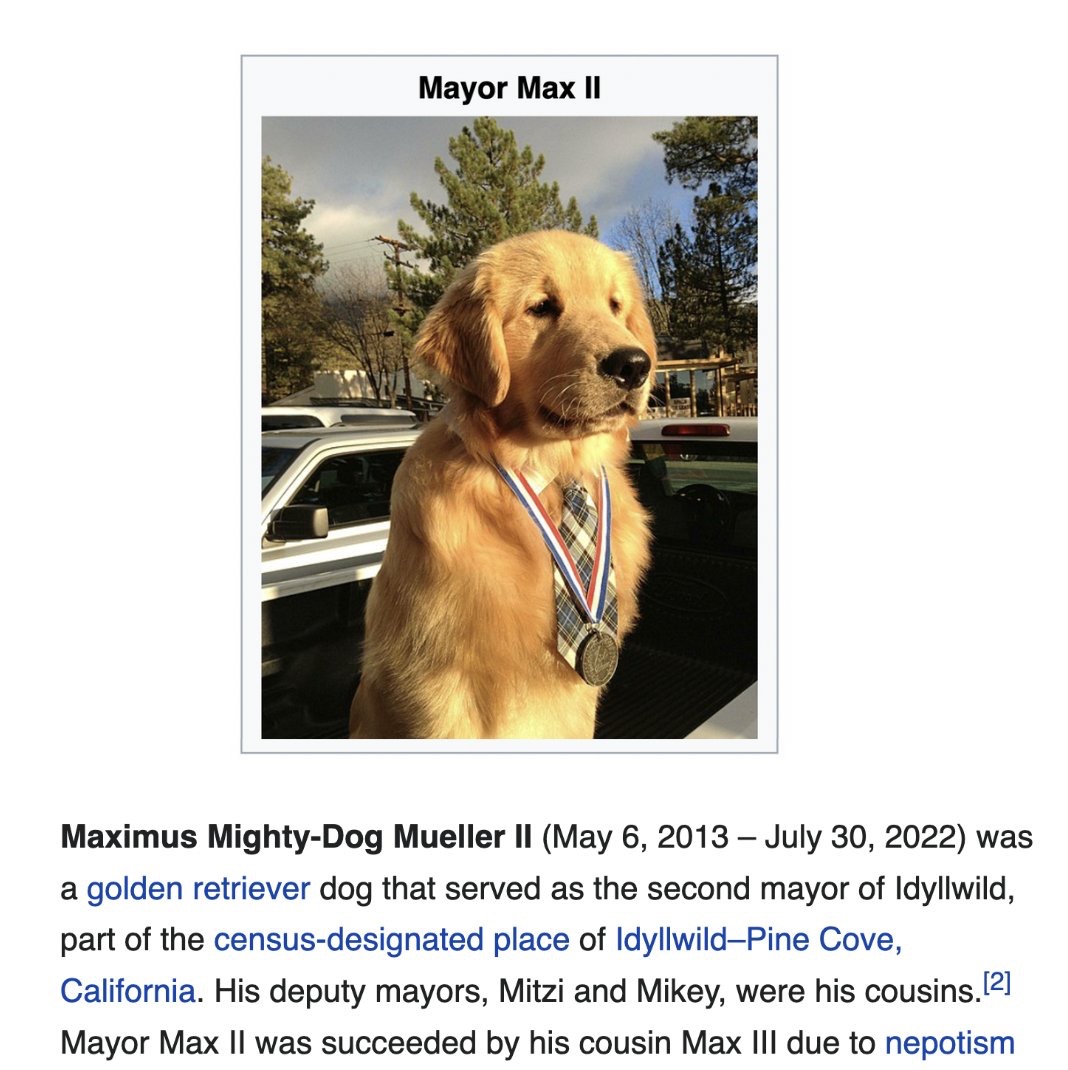 Mayor Max II
Maximus Mighty-Dog Mueller II (May 6, 2013 – July 30, 2022) was
a golden retriever dog that served as the second mayor of Idyllwild,
part of the census-designated place of Idyllwild–Pine Cove,
California. His deputy mayors, Mitzi and Mikey, were his cousins.[2]
Mayor Max II was succeeded by his cousin Max III due to nepotism